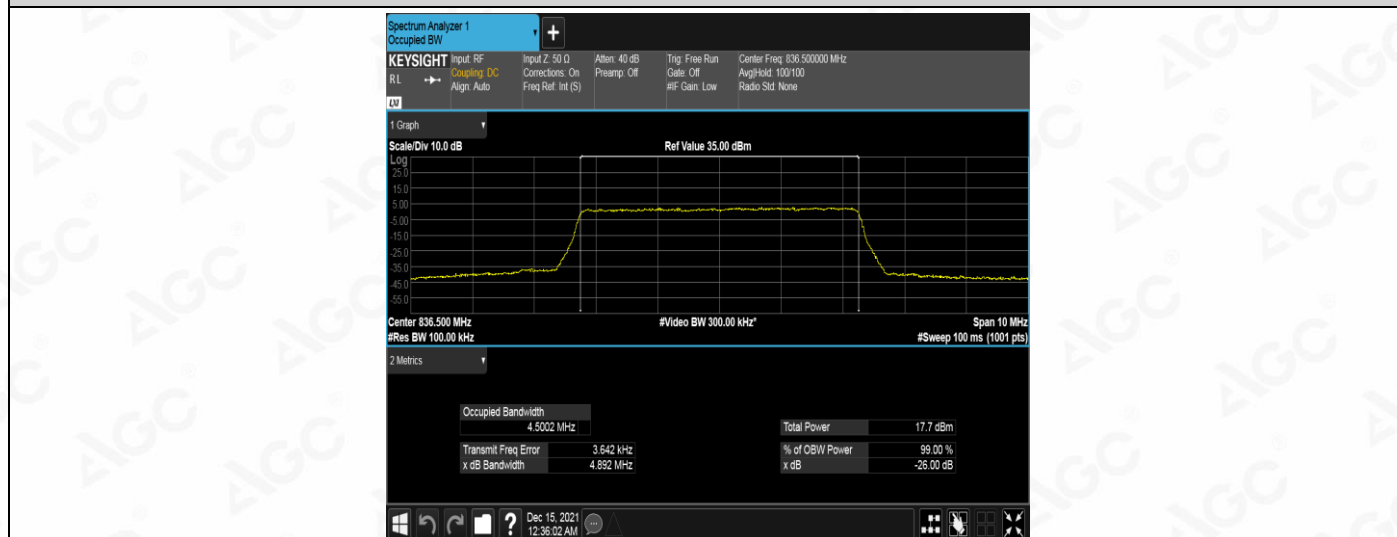 Spectrum Analyzer 1
Occupied BW
+
KEYSIGHT Input: RF Input Z: 50 Ω Atten: 40 dB Trig: Free Run Center Freq: 836.500000 MHz
RL Coupling: DC Corrections: On Preamp: Off Gate: Off Avg|Hold: 100/100
Align: Auto Freq Ref: Int (S) #IF Gain: Low Radio Std: None
LXI
1 Graph
Scale/Div 10.0 dB Ref Value 35.00 dBm
Log
25.0
15.0
5.00
-5.00
-15.0
-25.0
-35.0
-45.0
-55.0
Center 836.500 MHz #Video BW 300.00 kHz* Span 10 MHz
#Res BW 100.00 kHz #Sweep 100 ms (1001 pts)
2 Metrics
Occupied Bandwidth
4.5002 MHz Total Power 17.7 dBm
Transmit Freq Error 3.642 kHz % of OBW Power 99.00 %
x dB Bandwidth 4.892 MHz x dB -26.00 dB
? Dec 15, 2021
12:36:02 AM
AGC